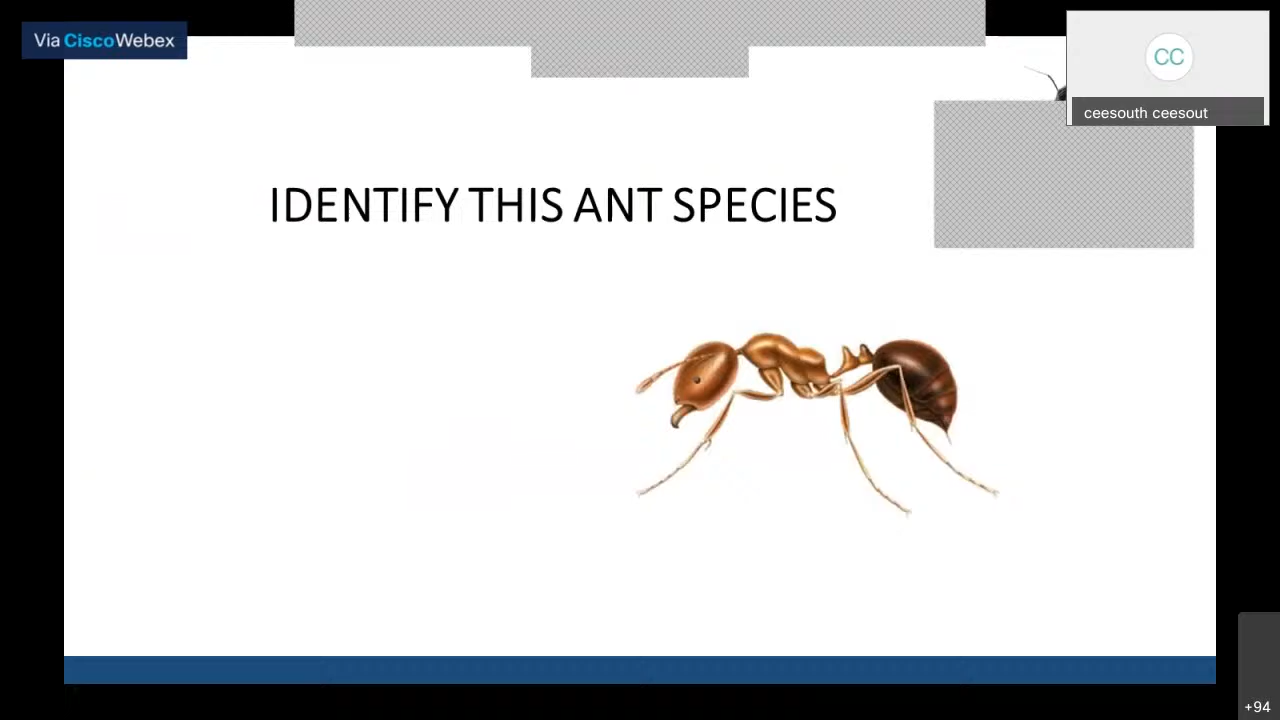 Via CiscoWebex
CC
ceesouth ceesout
IDENTIFY THIS ANT SPECIES
+94